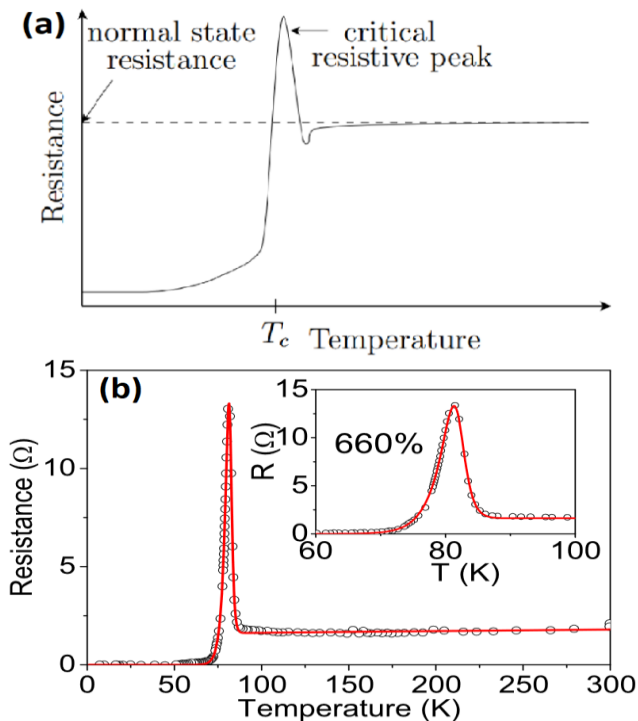 (a)
normal state
resistance
critical
resistive peak
Resistance
T_c Temperature
(b)
15
10
5
0
Resistance (Ω)
0 50 100 150 200 250 300
Temperature (K)
660%
15
10
5
0
R (Ω)
60 80 100
T (K)